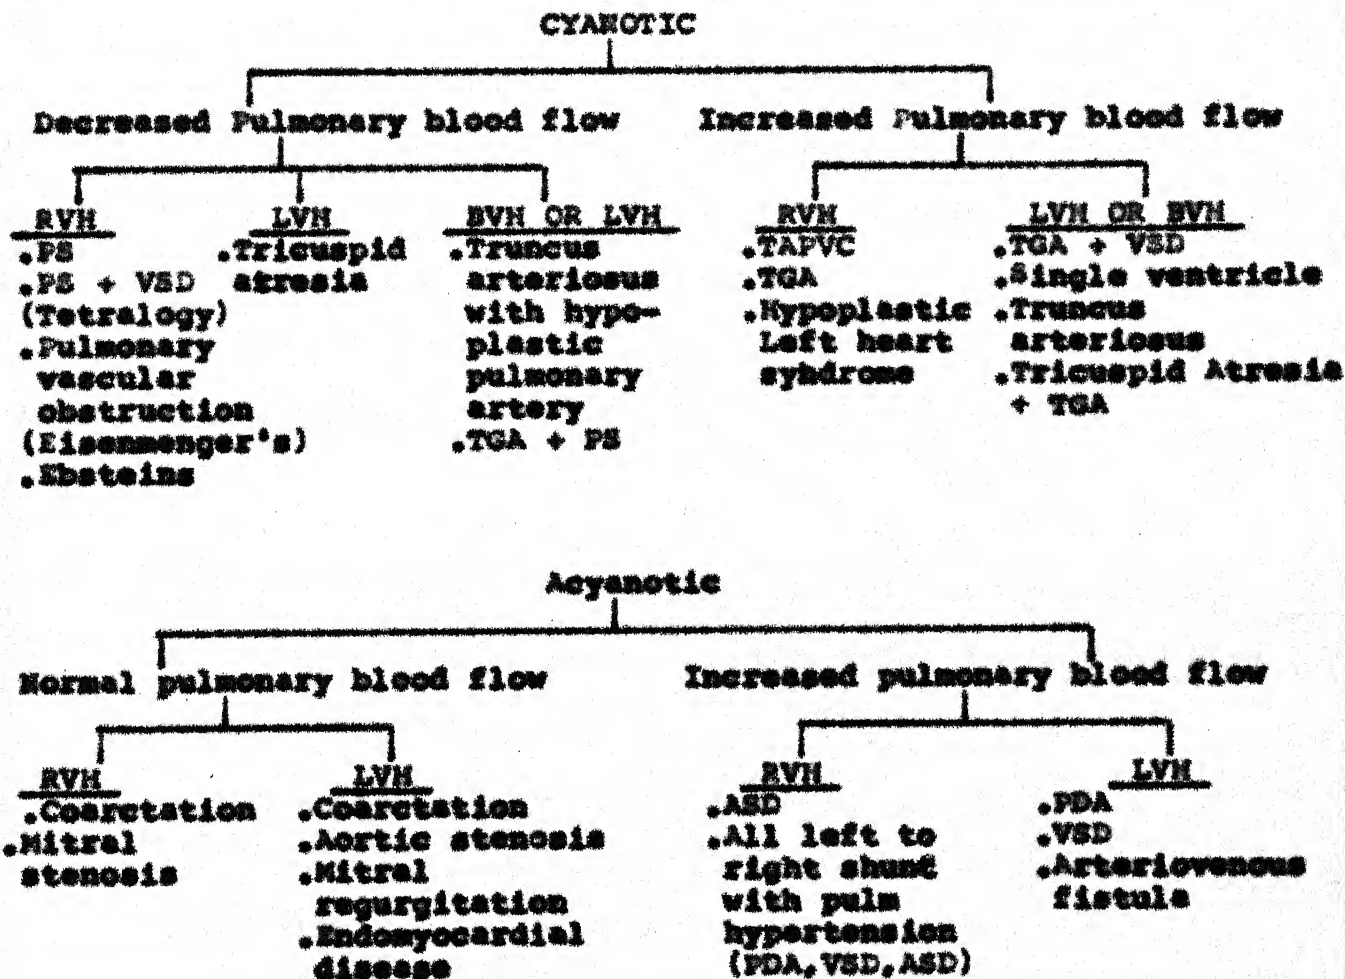 CYANOTIC
Decreased Pulmonary blood flow
Increased Pulmonary blood flow
RVH
.PS
.PS + VSD
(Tetralogy)
.Pulmonary
vascular
obstruction
(Eisenmenger's)
.Ebsteins
LVH
.Tricuspid
atresia
BVH OR LVH
.Truncus
arteriosus
with hypo-
plastic
pulmonary
artery
.TGA + PS
RVH
.TAPVC
.TGA
.Hypoplastic
Left heart
syhdrome
LVH OR BVH
.TGA + VSD
.Single ventricle
.Truncus
arteriosus
.Tricuspid Atresia
+ TGA
Acyanotic
Normal pulmonary blood flow
Increased pulmonary blood flow
RVH
.Coarctation
.Mitral
stenosis
LVH
.Coarctation
.Aortic stenosis
.Mitral
regurgitation
.Endomyocardial
disease
RVH
.ASD
.All left to
right shunt
with pulm
hypertension
(PDA,VSD,ASD)
LVH
.PDA
.VSD
.Arteriovenous
fistula